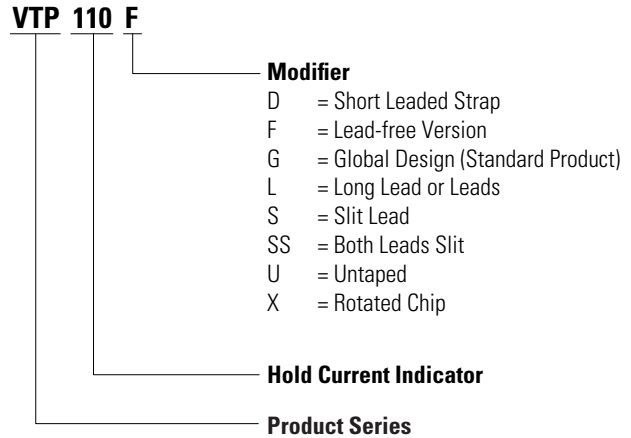 VTP 110 F
Modifier
D = Short Leaded Strap
F = Lead-free Version
G = Global Design (Standard Product)
L = Long Lead or Leads
S = Slit Lead
SS = Both Leads Slit
U = Untaped
X = Rotated Chip
Hold Current Indicator
Product Series